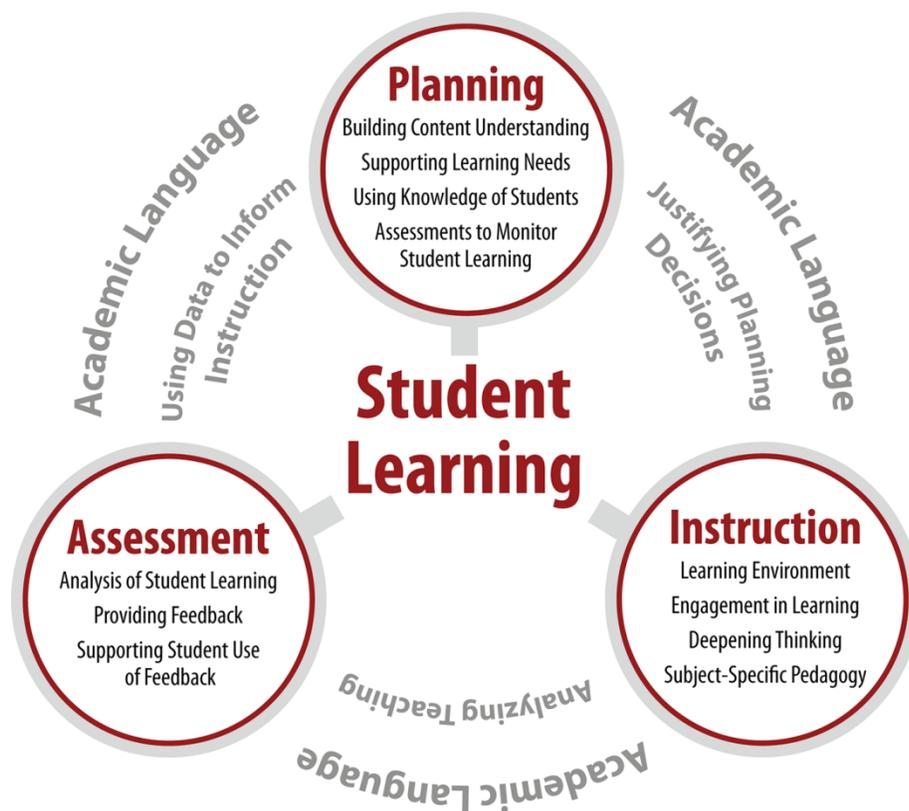 Planning
Building Content Understanding
Supporting Learning Needs
Using Knowledge of Students
Assessments to Monitor
Student Learning
Academic Language
Using Data to Inform
Instruction
Academic Language
Justifying Planning
Decisions
Student
Learning
Assessment
Analysis of Student Learning
Providing Feedback
Supporting Student Use
of Feedback
Instruction
Learning Environment
Engagement in Learning
Deepening Thinking
Subject-Specific Pedagogy
Analyzing Teaching
Academic Language